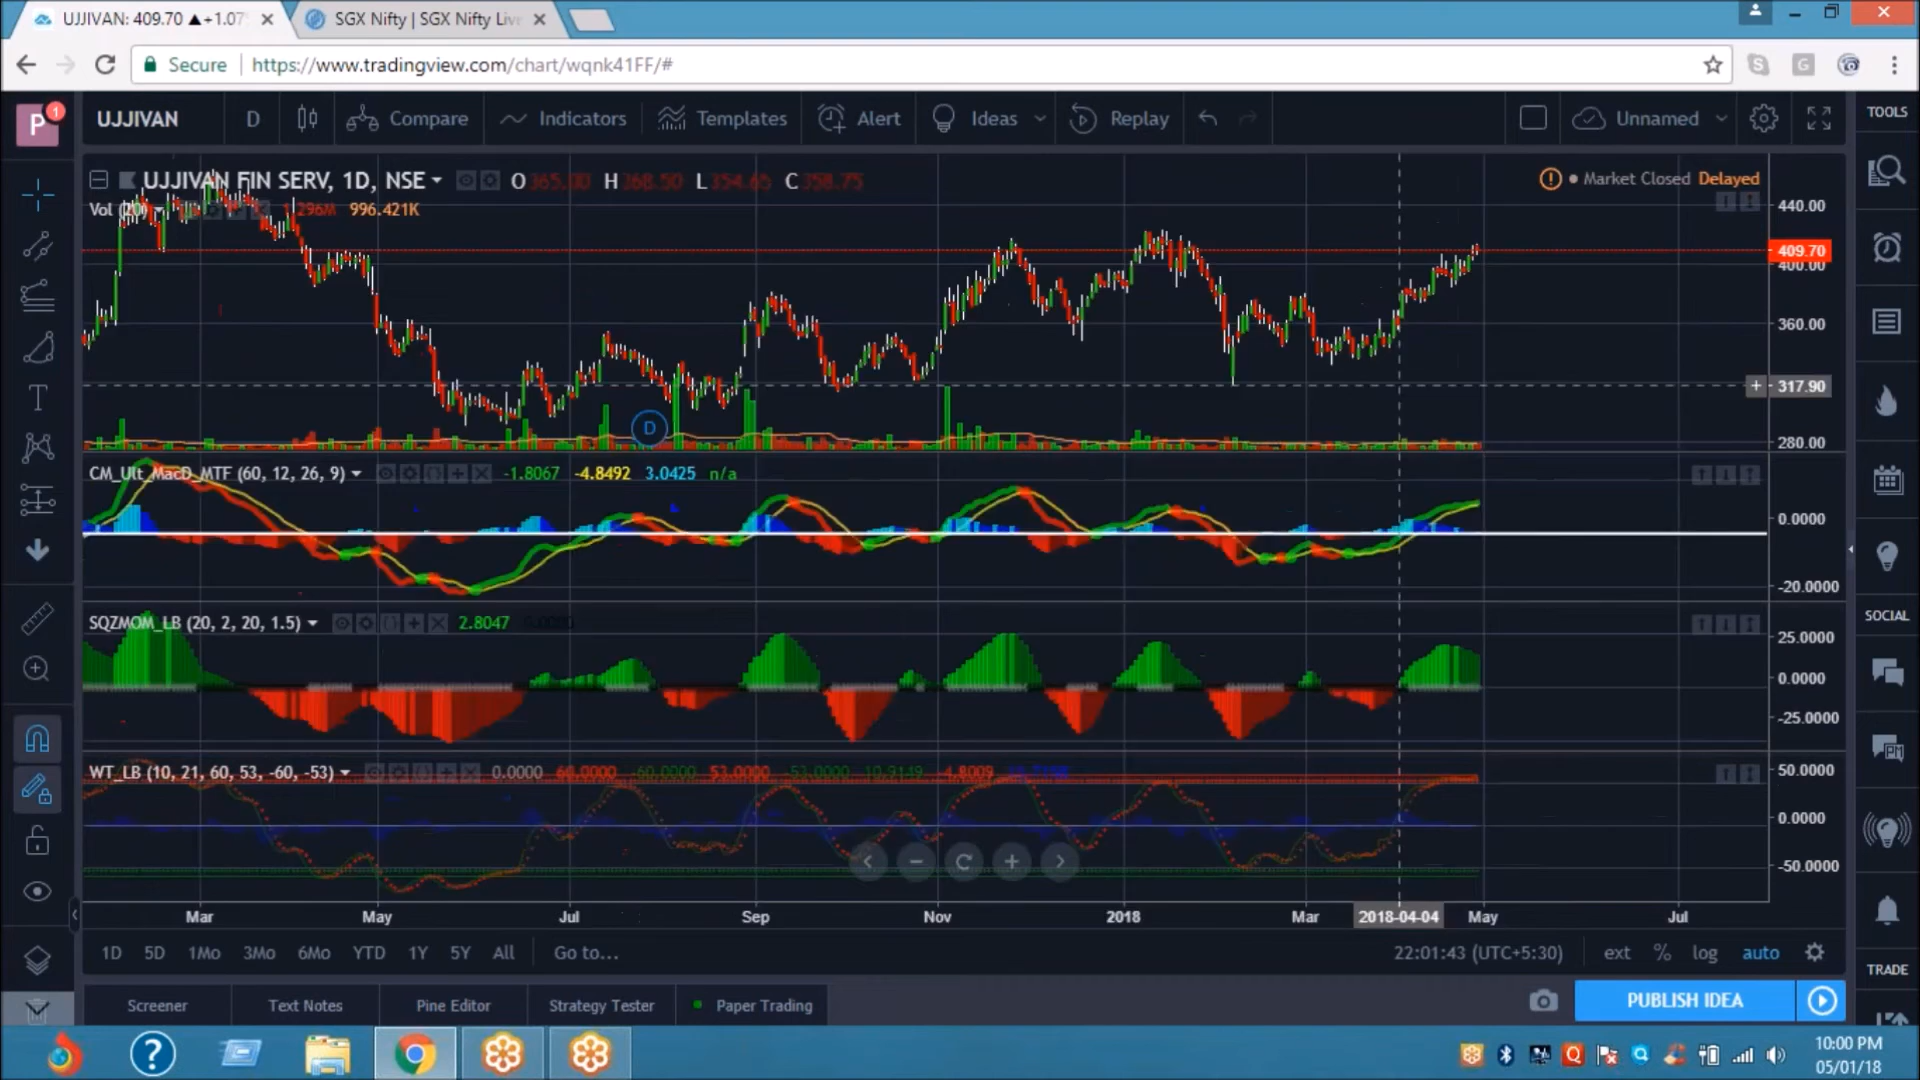 UJJIVAN: 409.70 ▲+1.07
SGX Nifty | SGX Nifty Live
Secure
https://www.tradingview.com/chart/wqnk41FF/#
P
1
UJJIVAN
D
Compare
Indicators
Templates
Alert
Ideas
Replay
Unnamed
TOOLS
UJJIVAN FIN SERV, 1D, NSE
O 365.00 H 368.50 L 354.65 C 358.75
Market Closed Delayed
Vol (20)
1.296M 996.421K
440.00
409.70
400.00
360.00
317.90
280.00
D
CM_Ult_MacD_MTF (60, 12, 26, 9)
-1.8067 -4.8492 3.0425 n/a
0.0000
-20.0000
SQZMOM_LB (20, 2, 20, 1.5)
2.8047
25.0000
0.0000
-25.0000
SOCIAL
WT_LB (10, 21, 60, 53, -60, -53)
0.0000 60.0000 -60.0000 53.0000 -53.0000 10.9149 -4.8009
50.0000
0.0000
-50.0000
Mar May Jul Sep Nov 2018 Mar 2018-04-04 May Jul
1D 5D 1Mo 3Mo 6Mo YTD 1Y 5Y All Go to...
22:01:43 (UTC+5:30) ext % log auto
TRADE
Screener
Text Notes
Pine Editor
Strategy Tester
Paper Trading
PUBLISH IDEA
10:00 PM
05/01/18